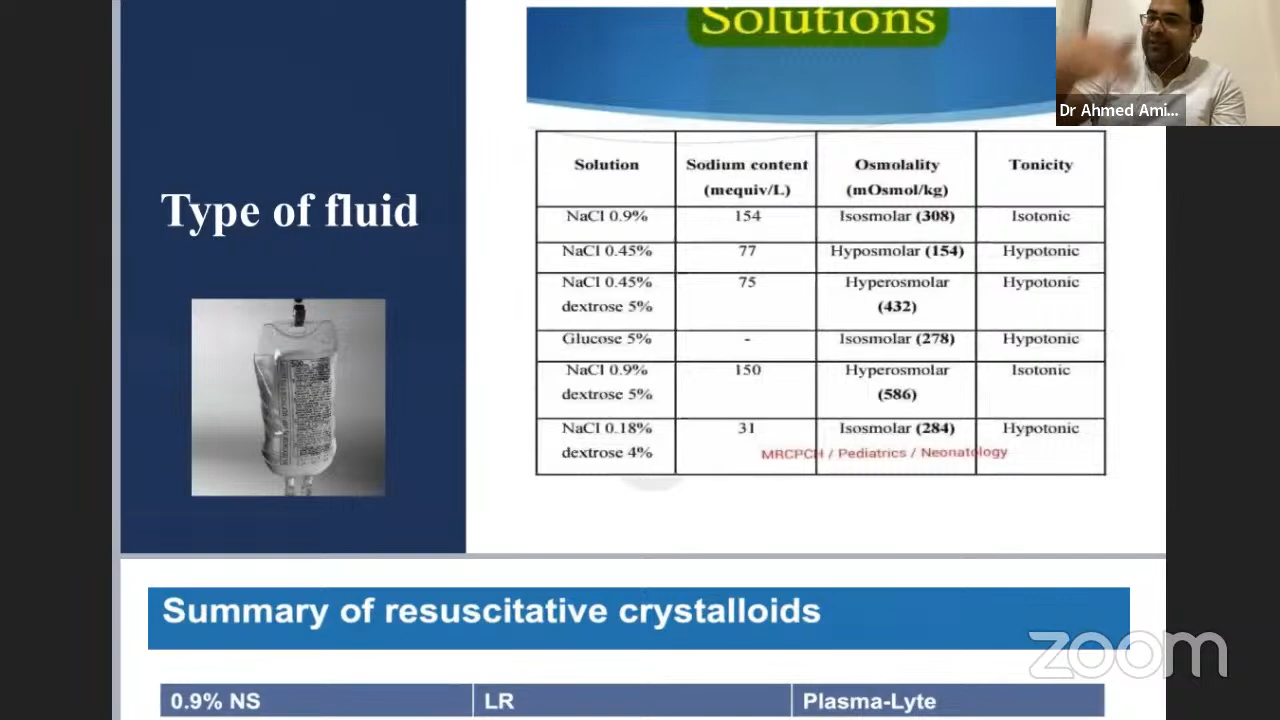 Solutions
Dr Ahmed Ami...
Type of fluid
Solution Sodium content (mequiv/L) Osmolality (mOsmol/kg) Tonicity
NaCl 0.9% 154 Isosmolar (308) Isotonic
NaCl 0.45% 77 Hyposmolar (154) Hypotonic
NaCl 0.45% dextrose 5% 75 Hyperosmolar (432) Hypotonic
Glucose 5% - Isosmolar (278) Hypotonic
NaCl 0.9% dextrose 5% 150 Hyperosmolar (586) Isotonic
NaCl 0.18% dextrose 4% 31 Isosmolar (284) Hypotonic
MRCPCH / Pediatrics / Neonatology
Summary of resuscitative crystalloids
zoom
0.9% NS LR Plasma-Lyte